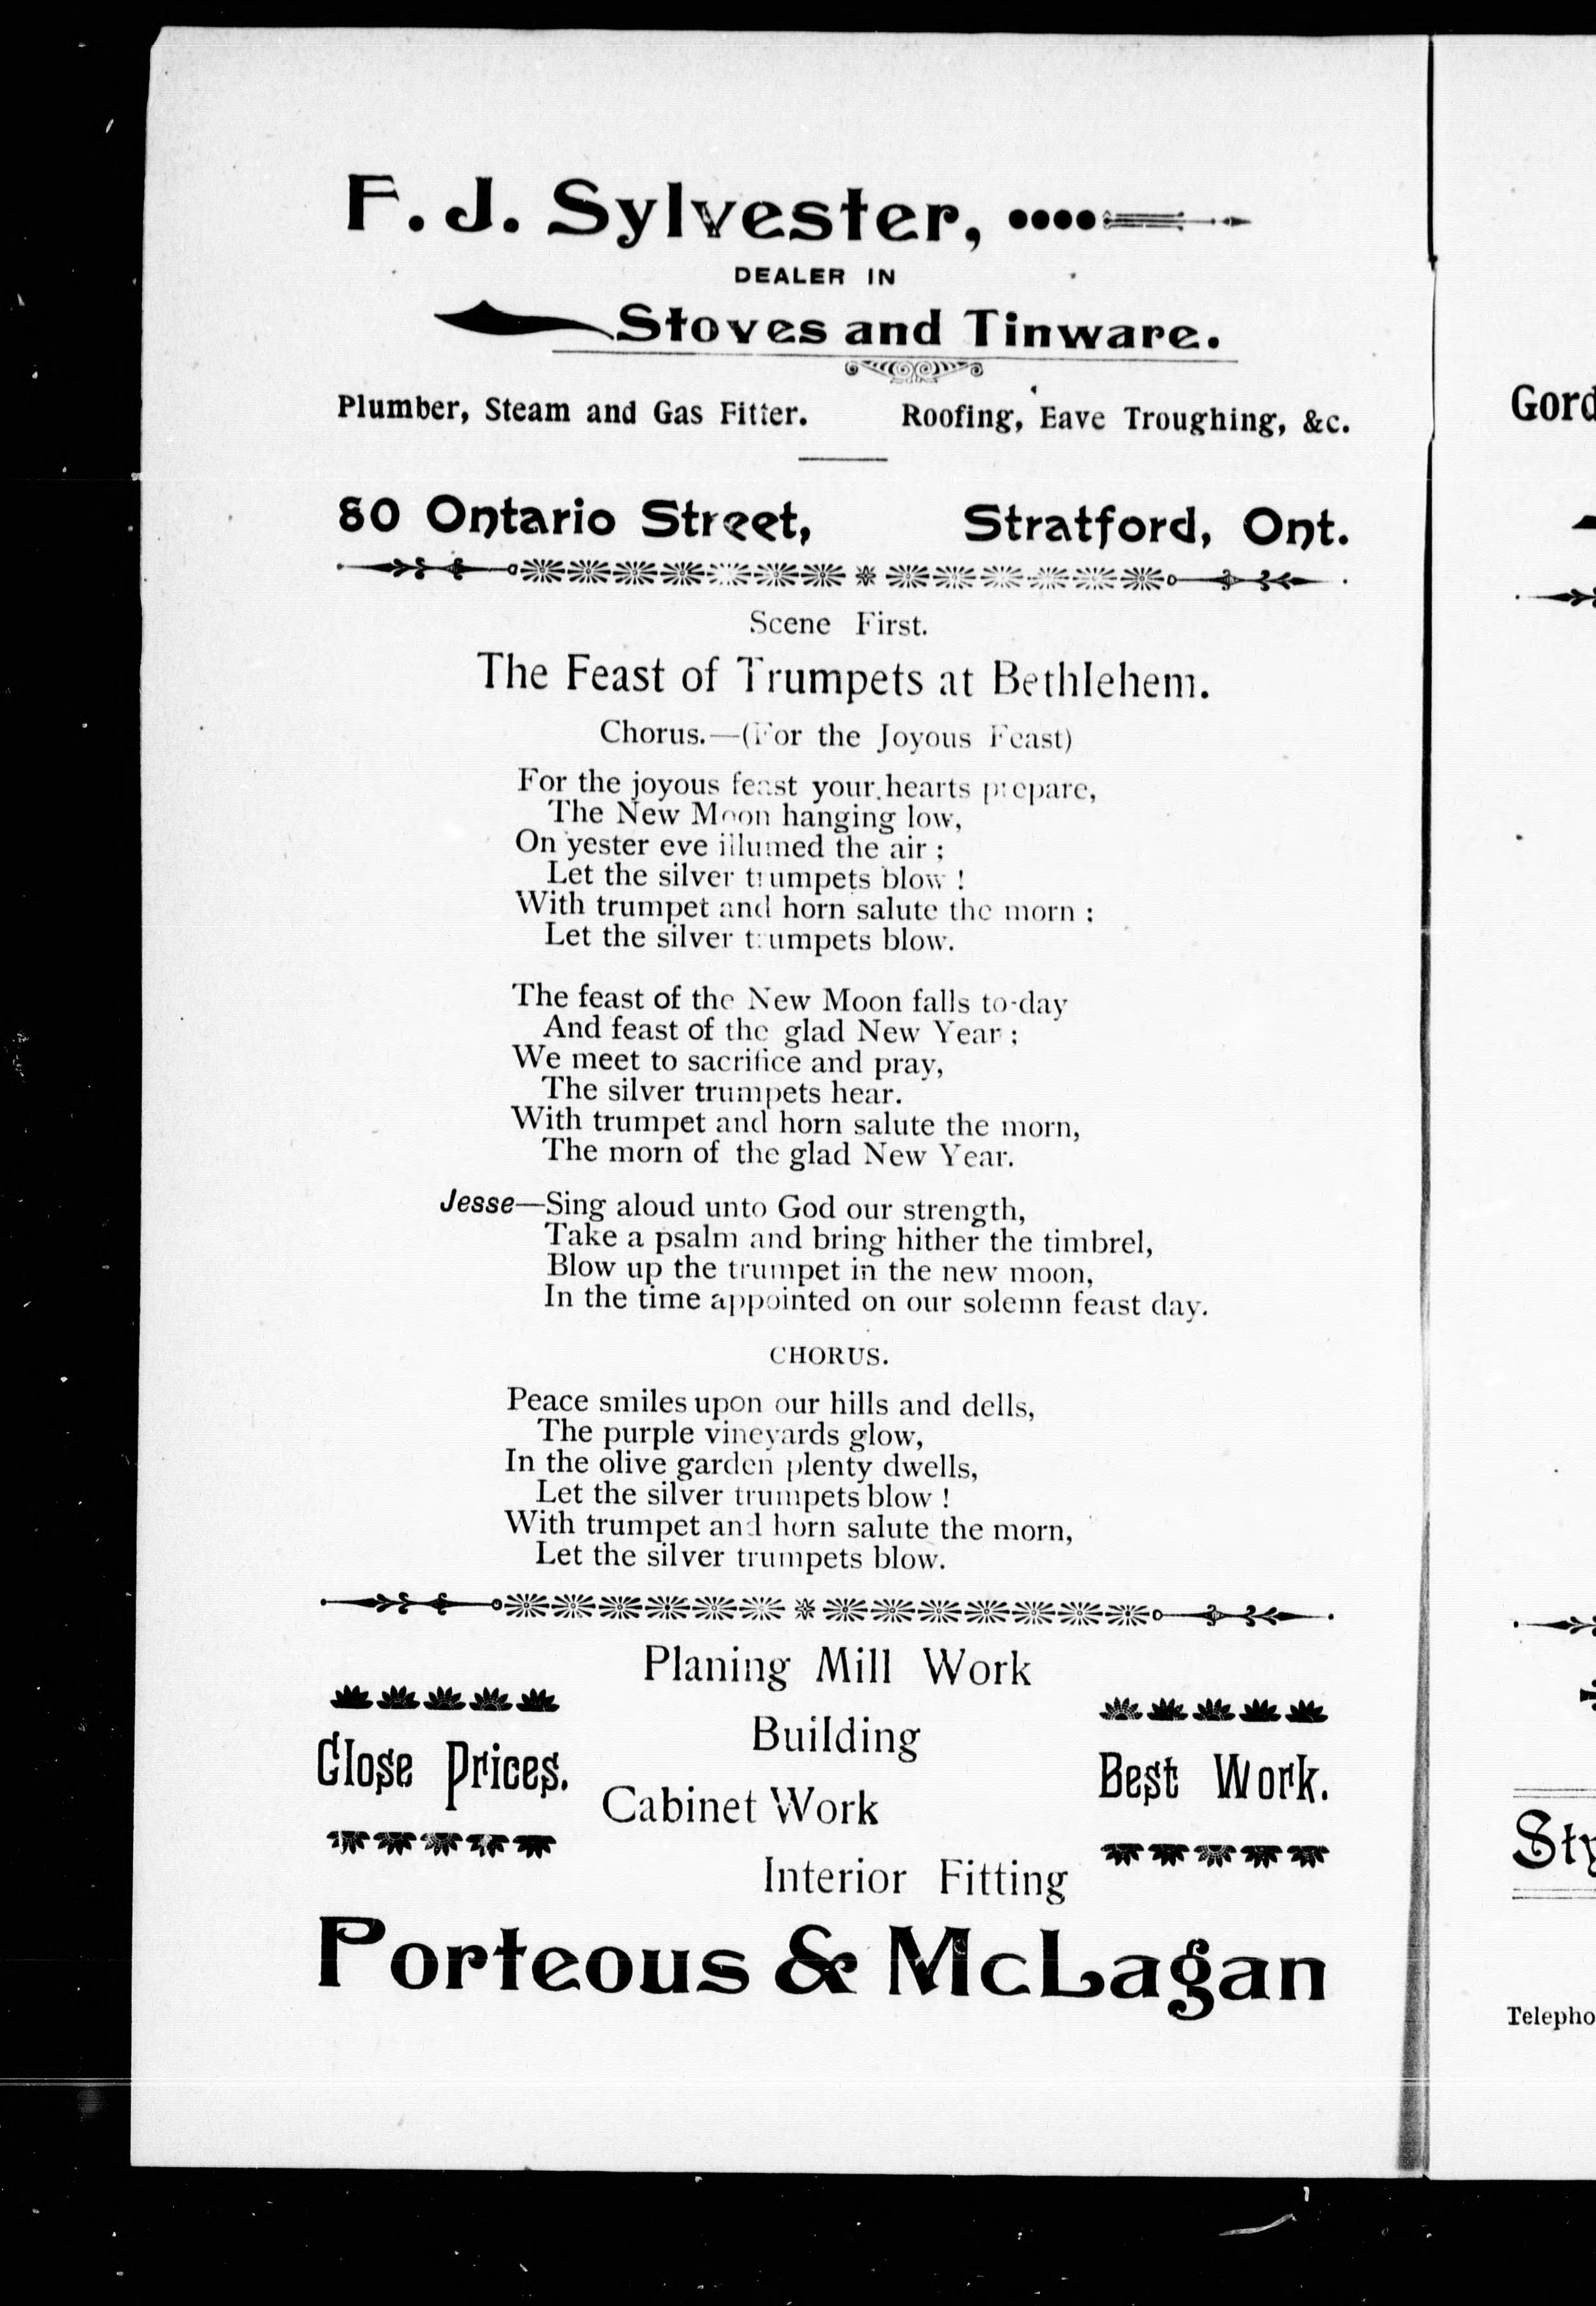 F. J. Sylvester,
DEALER IN
Stoves and Tinware.
Plumber, Steam and Gas Fitter. Roofing, Eave Troughing, &c.
80 Ontario Street, Stratford, Ont.
Scene First.
The Feast of Trumpets at Bethlehem.
Chorus.—(For the Joyous Feast)
For the joyous feast your hearts prepare,
The New Moon hanging low,
On yester eve illumed the air ;
Let the silver trumpets blow !
With trumpet and horn salute the morn :
Let the silver trumpets blow.
The feast of the New Moon falls to-day
And feast of the glad New Year ;
We meet to sacrifice and pray,
The silver trumpets hear.
With trumpet and horn salute the morn,
The morn of the glad New Year.
Jesse—Sing aloud unto God our strength,
Take a psalm and bring hither the timbrel,
Blow up the trumpet in the new moon,
In the time appointed on our solemn feast day.
CHORUS.
Peace smiles upon our hills and dells,
The purple vineyards glow,
In the olive garden plenty dwells,
Let the silver trumpets blow !
With trumpet and horn salute the morn,
Let the silver trumpets blow.
Planing Mill Work
Building
Close Prices.
Best Work.
Cabinet Work
Interior Fitting
Porteous & McLagan
Gord
Sty
Telepho